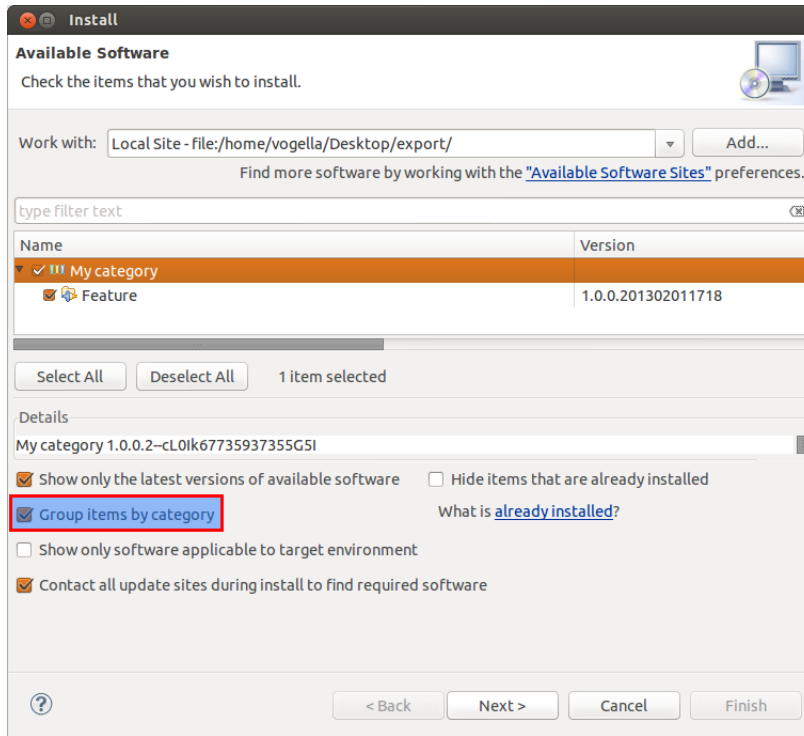 Install
Available Software
Check the items that you wish to install.
Work with: Local Site - file:/home/vogella/Desktop/export/ Add...
Find more software by working with the "Available Software Sites" preferences.
type filter text
Name Version
My category
Feature 1.0.0.201302011718
Select All Deselect All 1 item selected
Details
My category 1.0.0.2--cL0Ik67735937355G5I
Show only the latest versions of available software Hide items that are already installed
Group items by category What is already installed?
Show only software applicable to target environment
Contact all update sites during install to find required software
< Back Next > Cancel Finish